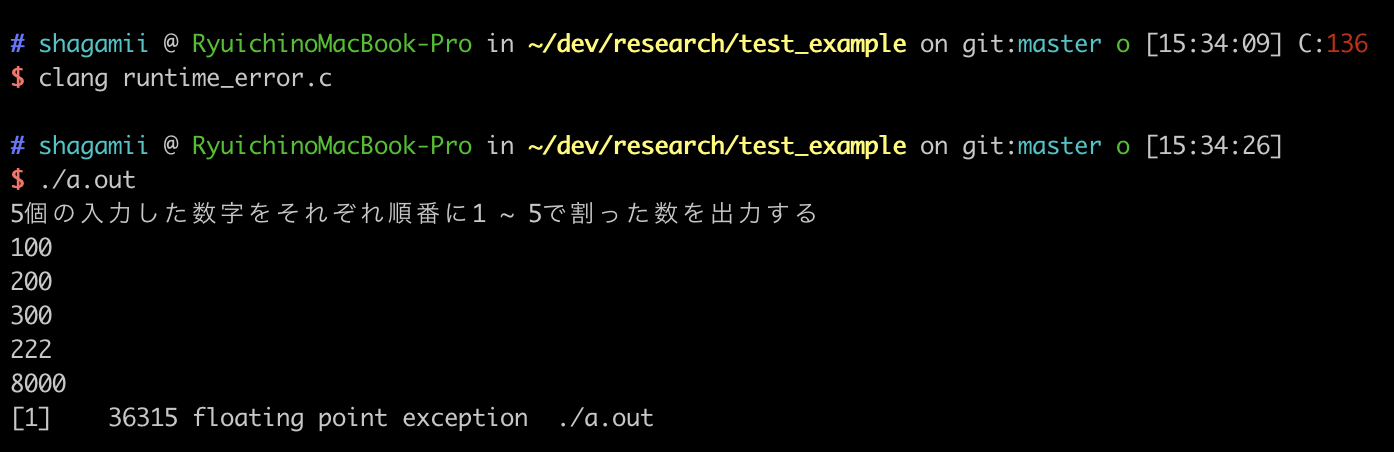 # shagamii @ RyuichinoMacBook-Pro in ~/dev/research/test_example on git:master o [15:34:09] C:136
$ clang runtime_error.c
# shagamii @ RyuichinoMacBook-Pro in ~/dev/research/test_example on git:master o [15:34:26]
$ ./a.out
5個の入力した数字をそれぞれ順番に1 ~ 5で割った数を出力する
100
200
300
222
8000
[1]    36315 floating point exception  ./a.out